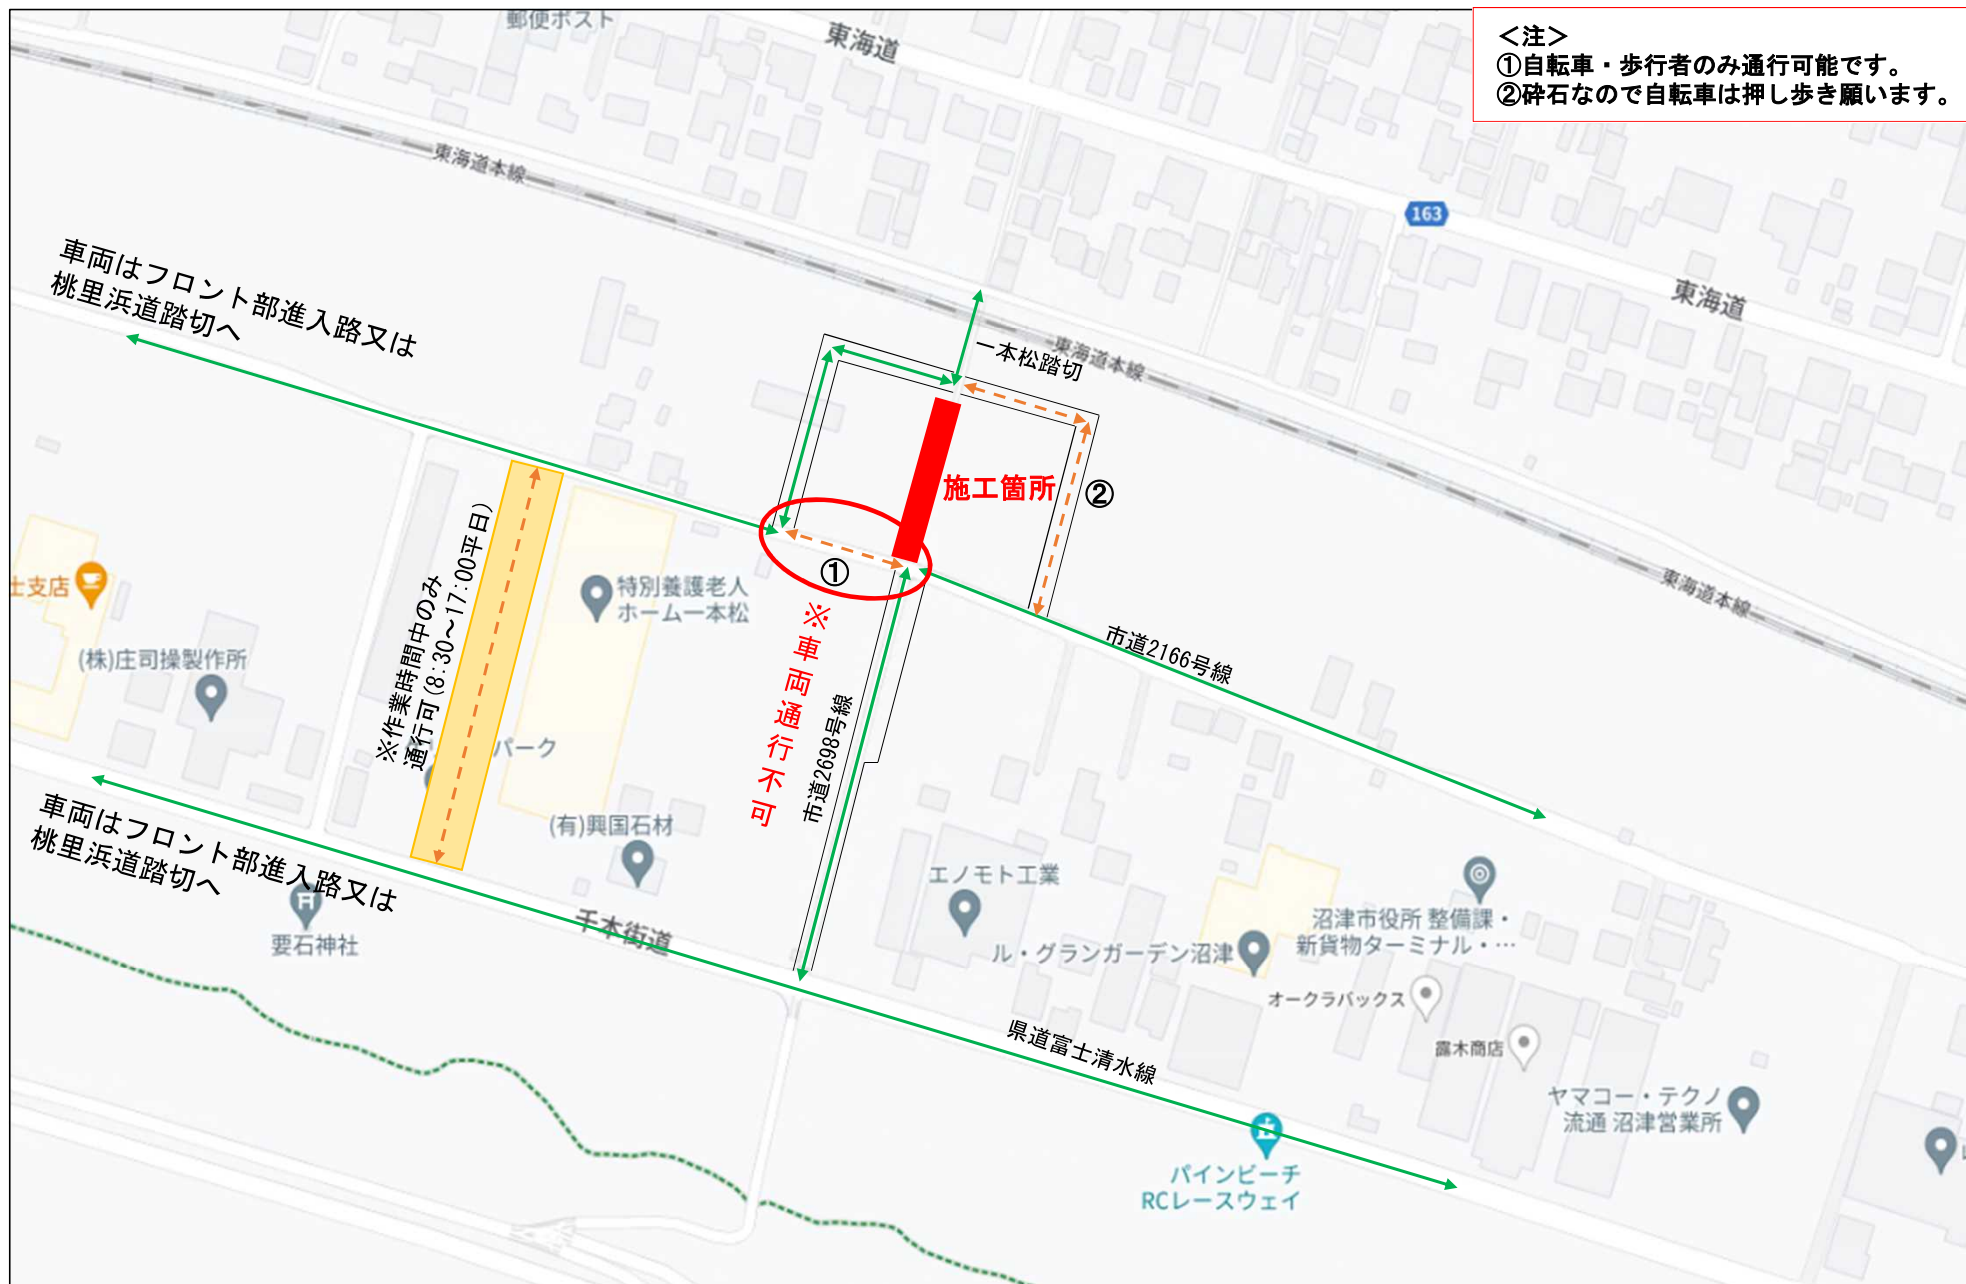 郵便ポスト
東海道
<注>
①自転車・歩行者のみ通行可能です。
②砕石なので自転車は押し歩き願います。
東海道本線
163
車両はフロント部進入路又は
桃里浜道踏切へ
東海道
一本松踏切
東海道本線
施工箇所
②
①
※作業時間中のみ
通行可(8:30~17:00平日)
士支店
特別養護老人
ホーム一本松
東海道本線
※車両通行不可
市道2166号線
(株)庄司操製作所
市道2698号線
パーク
車両はフロント部進入路又は
桃里浜道踏切へ
(有)興国石材
エノモト工業
要石神社
千本街道
ル・グランガーデン沼津
沼津市役所 整備課・
新貨物ターミナル・…
オークラバックス
県道富士清水線
露木商店
ヤマコー・テクノ
流通 沼津営業所
パインビーチ
RCレースウェイ